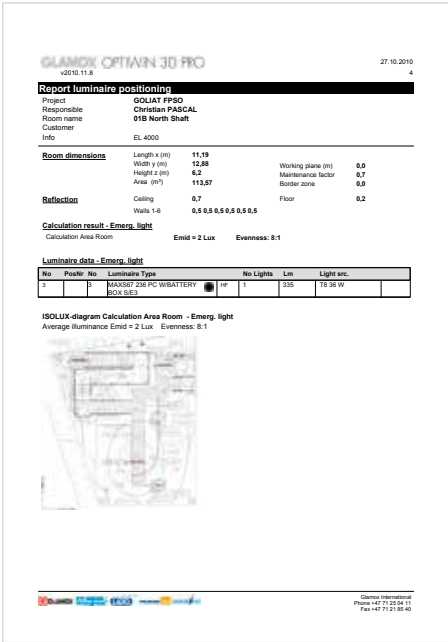 GLAMOX OPTIWIN 3D PRO
27.10.2010
v2010.11.8
4
Report luminaire positioning
Project GOLIAT FPSO
Responsible Christian PASCAL
Room name 01B North Shaft
Customer
Info EL 4000
Room dimensions Length x (m) 11,19
Width y (m) 12,88 Working plane (m) 0,0
Height z (m) 6,2 Maintenance factor 0,7
Area (m²) 113,57 Border zone 0,0
Reflection Ceiling 0,7 Floor 0,2
Walls 1-6 0,5 0,5 0,5 0,5 0,5 0,5
Calculation result - Emerg. light
Calculation Area Room Emid = 2 Lux Evenness: 8:1
Luminaire data - Emerg. light
No PosNr No Luminaire Type No Lights Lm Light src.
3 3 MAXS67 236 PC W/BATTERY HF 1 335 T8 36 W
BOX S/E3
ISOLUX-diagram Calculation Area Room - Emerg. light
Average illuminance Emid = 2 Lux Evenness: 8:1
GLAMOX
Glamox International
Phone +47 71 25 04 11
Fax +47 71 21 85 40